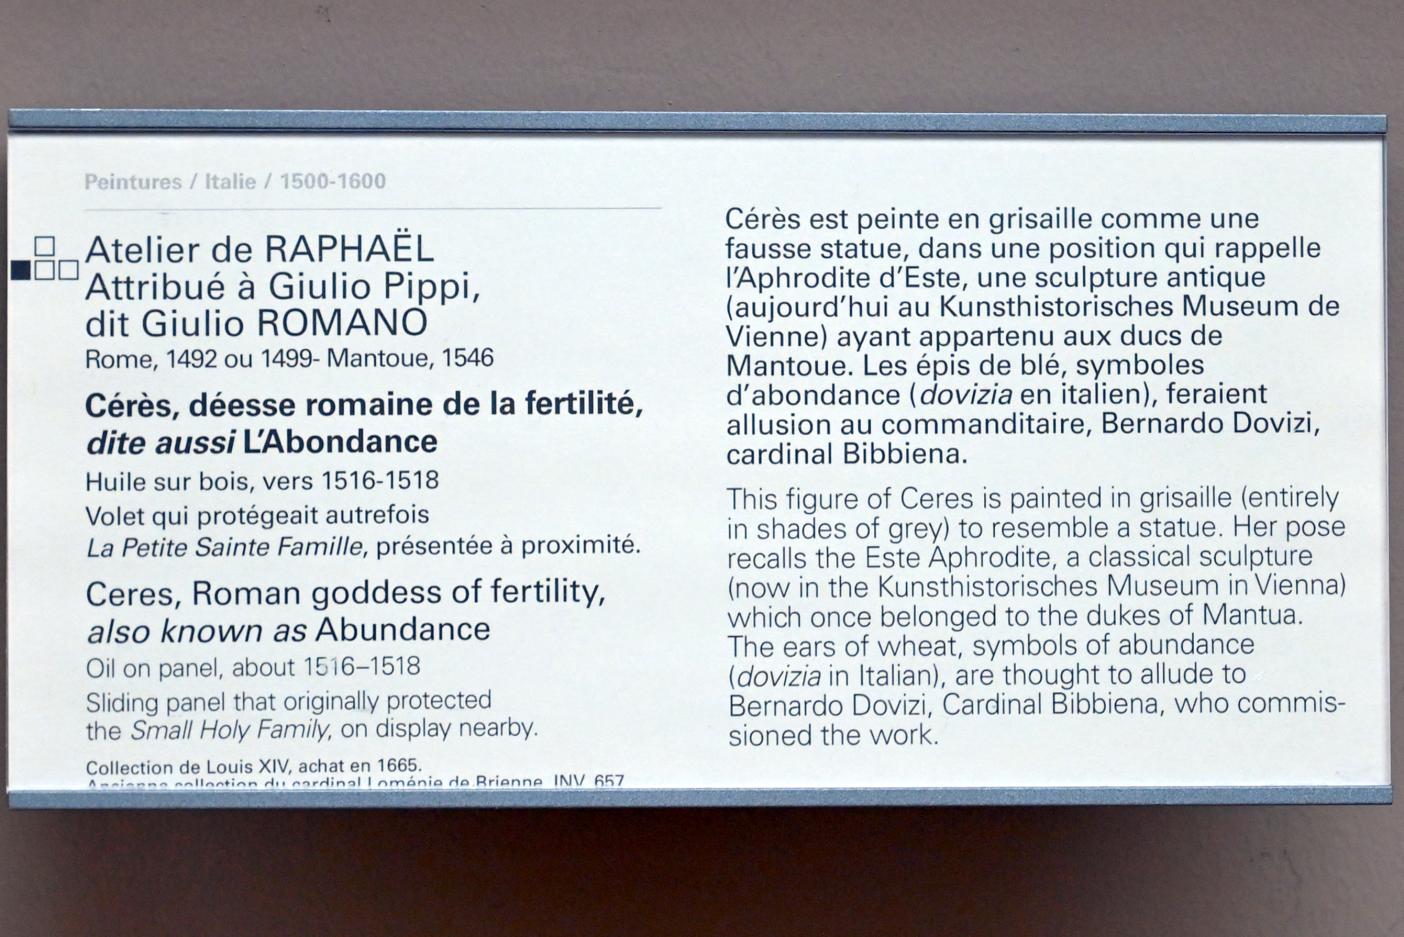 Peintures / Italie / 1500-1600
Atelier de RAPHAËL
Attribué à Giulio Pippi,
dit Giulio ROMANO
Rome, 1492 ou 1499- Mantoue, 1546
Cérès, déesse romaine de la fertilité,
dite aussi L'Abondance
Huile sur bois, vers 1516-1518
Volet qui protégeait autrefois
La Petite Sainte Famille, présentée à proximité.
Ceres, Roman goddess of fertility,
also known as Abundance
Oil on panel, about 1516–1518
Sliding panel that originally protected
the Small Holy Family, on display nearby.
Collection de Louis XIV, achat en 1665.
Ancienne collection du cardinal Loménie de Brienne, INV. 657
Cérès est peinte en grisaille comme une
fausse statue, dans une position qui rappelle
l'Aphrodite d'Este, une sculpture antique
(aujourd'hui au Kunsthistorisches Museum de
Vienne) ayant appartenu aux ducs de
Mantoue. Les épis de blé, symboles
d'abondance (dovizia en italien), feraient
allusion au commanditaire, Bernardo Dovizi,
cardinal Bibbiena.
This figure of Ceres is painted in grisaille (entirely
in shades of grey) to resemble a statue. Her pose
recalls the Este Aphrodite, a classical sculpture
(now in the Kunsthistorisches Museum in Vienna)
which once belonged to the dukes of Mantua.
The ears of wheat, symbols of abundance
(dovizia in Italian), are thought to allude to
Bernardo Dovizi, Cardinal Bibbiena, who commis-
sioned the work.